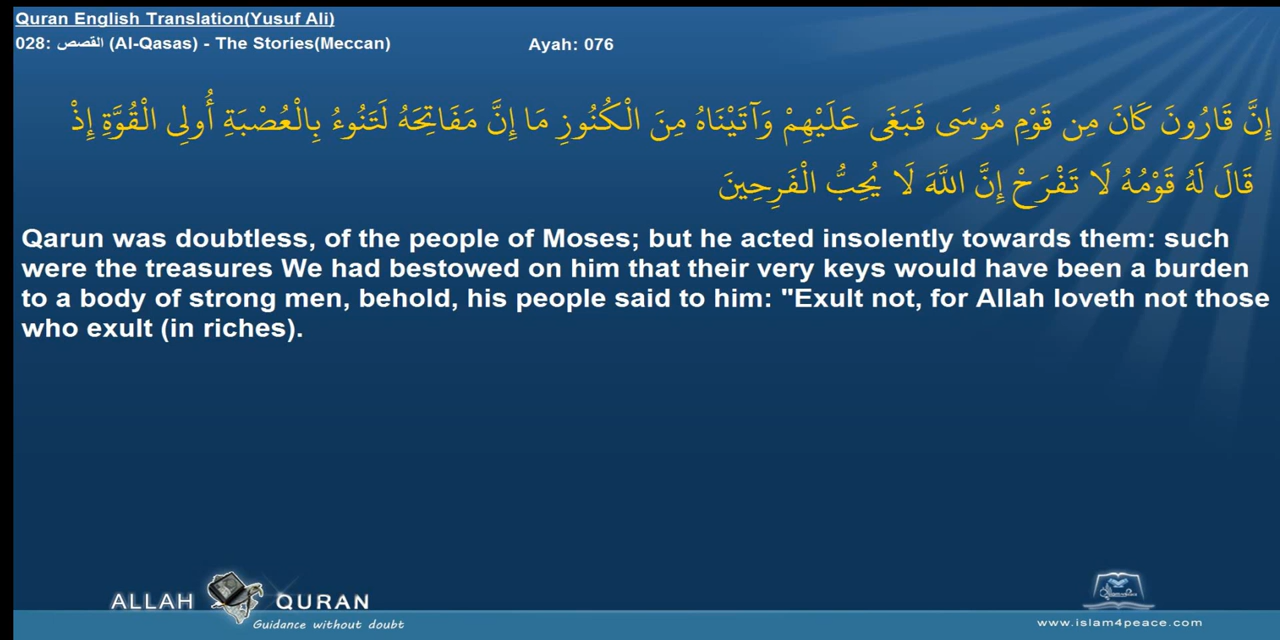 Quran English Translation(Yusuf Ali)
028: القصص (Al-Qasas) - The Stories(Meccan) Ayah: 076
إِنَّ قَارُونَ كَانَ مِن قَوْمِ مُوسَى فَبَغَى عَلَيْهِمْ وَآتَيْنَاهُ مِنَ الْكُنُوزِ مَا إِنَّ مَفَاتِحَهُ لَتَنُوءُ بِالْعُصْبَةِ أُولِي الْقُوَّةِ إِذْ
قَالَ لَهُ قَوْمُهُ لَا تَفْرَحْ إِنَّ اللَّهَ لَا يُحِبُّ الْفَرِحِينَ
Qarun was doubtless, of the people of Moses; but he acted insolently towards them: such
were the treasures We had bestowed on him that their very keys would have been a burden
to a body of strong men, behold, his people said to him: "Exult not, for Allah loveth not those
who exult (in riches).
ALLAH QURAN
Guidance without doubt
www.islam4peace.com